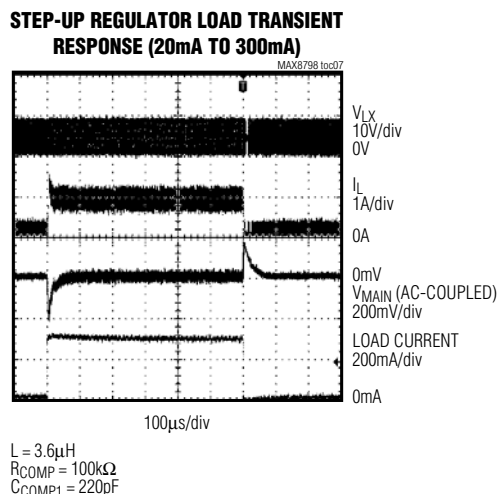 STEP-UP REGULATOR LOAD TRANSIENT
RESPONSE (20mA TO 300mA)
MAX8798 toc07
VLX
10V/div
0V
IL
1A/div
0A
0mV
VMAIN (AC-COUPLED)
200mV/div
LOAD CURRENT
200mA/div
0mA
100μs/div
L = 3.6μH
RCOMP = 100kΩ
CCOMP1 = 220pF